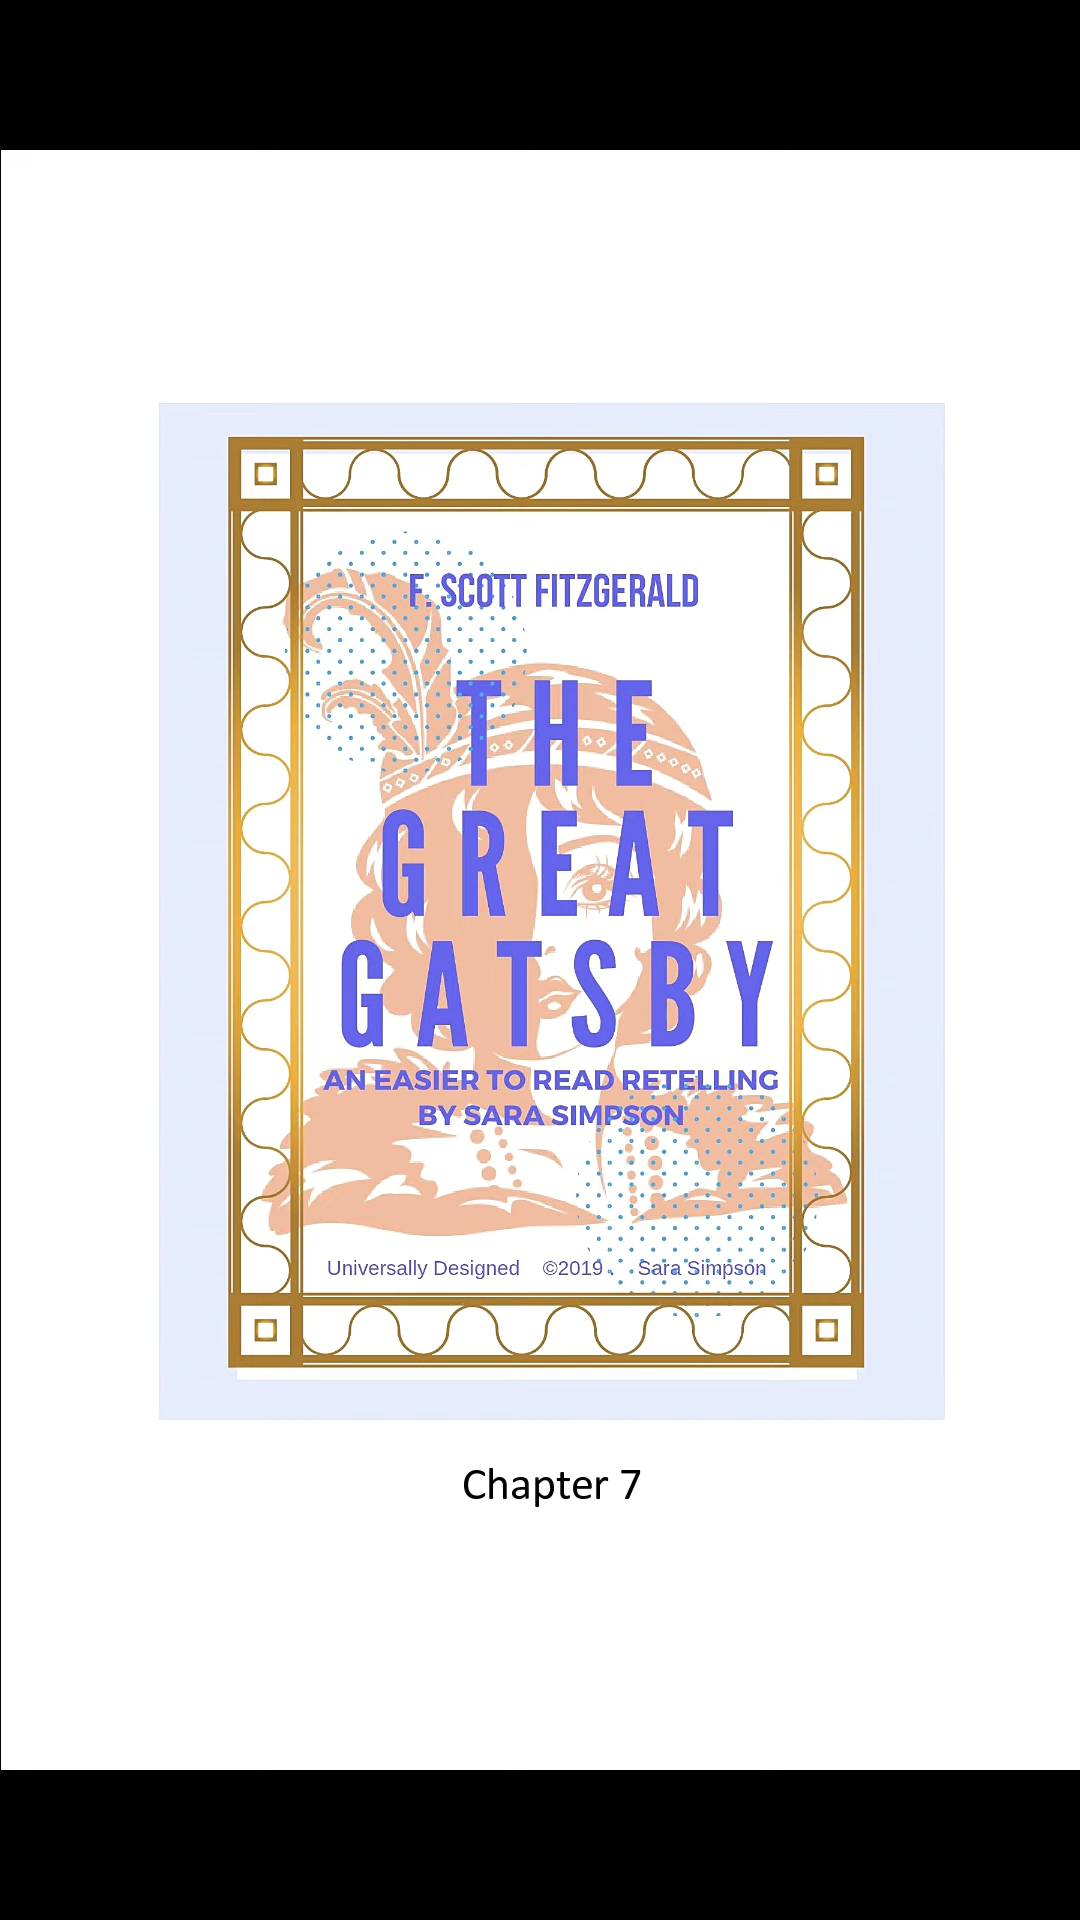 F. SCOTT FITZGERALD
THE
GREAT
GATSBY
AN EASIER TO READ RETELLING
BY SARA SIMPSON
Universally Designed ©2019 . Sara Simpson
Chapter 7